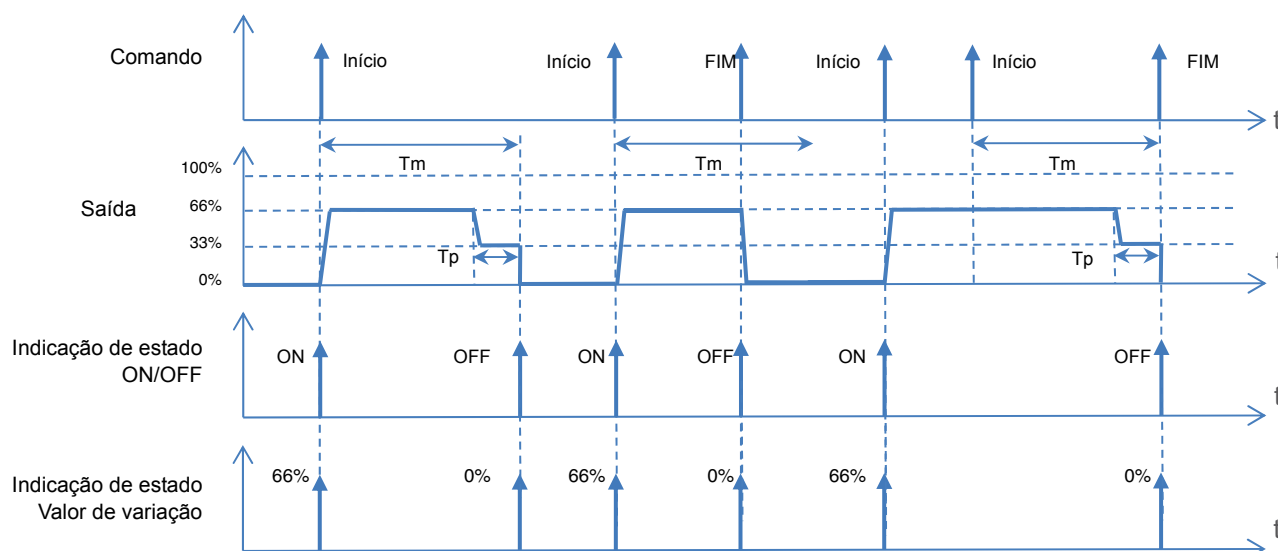 Comando
Início
Início
FIM
Início
Início
FIM
t
Tm
Tm
Tm
100%
Saída
66%
33%
Tp
Tp
0%
t
Indicação de estado
ON/OFF
ON
OFF
ON
OFF
ON
OFF
t
Indicação de estado
Valor de variação
66%
0%
66%
0%
66%
0%
t